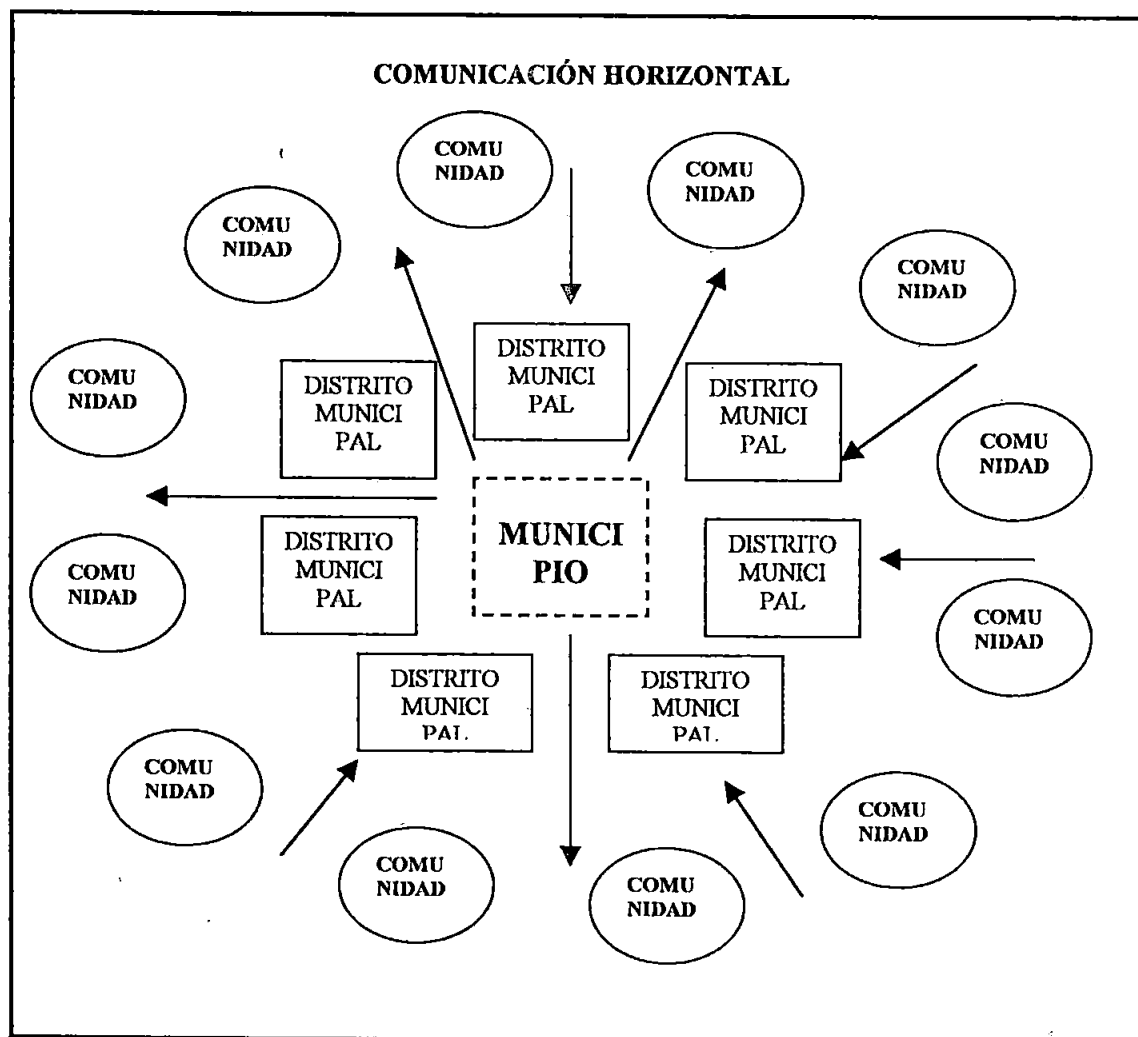 COMUNICACIÓN HORIZONTAL
COMU
NIDAD
COMU
NIDAD
COMU
NIDAD
COMU
NIDAD
DISTRITO
MUNICI
PAL
COMU
NIDAD
DISTRITO
MUNICI
PAL
DISTRITO
MUNICI
PAL
COMU
NIDAD
MUNICI
PIO
COMU
NIDAD
DISTRITO
MUNICI
PAL
DISTRITO
MUNICI
PAL
COMU
NIDAD
DISTRITO
MUNICI
PAL
DISTRITO
MUNICI
PAL
COMU
NIDAD
COMU
NIDAD
COMU
NIDAD
COMU
NIDAD